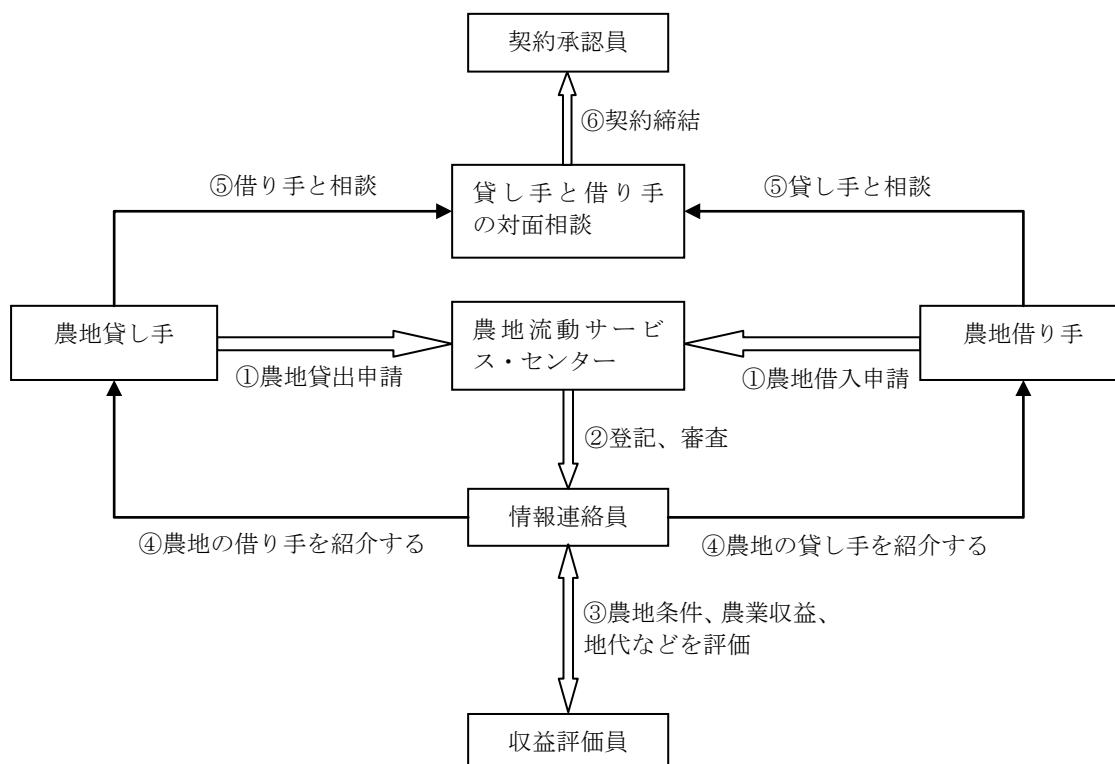 契約承認員
⑥契約締結
⑤借り手と相談
貸し手と借り手
の対面相談
⑤貸し手と相談
農地貸し手
農地流動サービ
ス・センター
農地借り手
①農地貸出申請
①農地借入申請
②登記、審査
情報連絡員
④農地の借り手を紹介する
④農地の貸し手を紹介する
③農地条件、農業収益、
地代などを評価
収益評価員